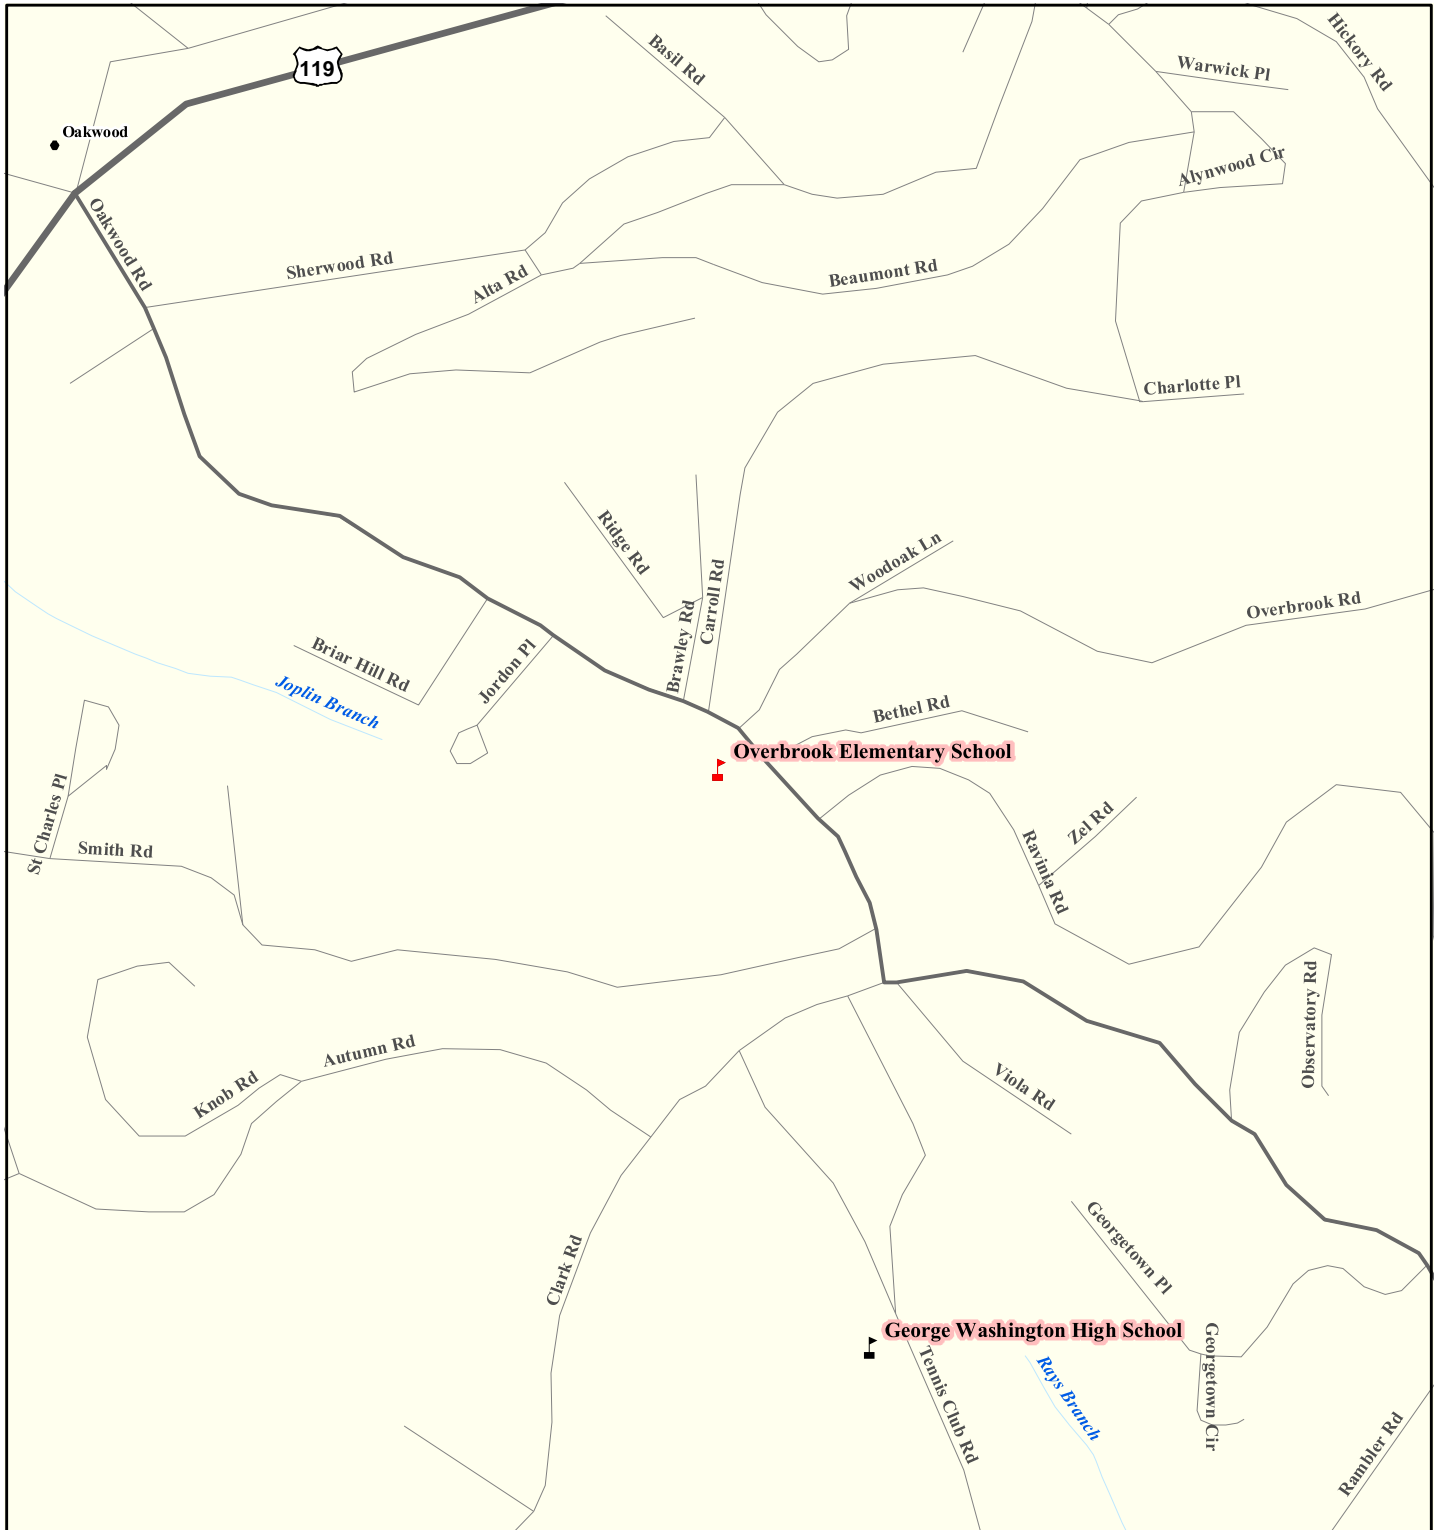 Hickory Rd
Basil Rd
Warwick Pl
119
Oakwood
Alynwood Cir
Oakwood Rd
Sherwood Rd
Alta Rd
Beaumont Rd
Charlotte Pl
Ridge Rd
Woodoak Ln
Carroll Rd
Brawley Rd
Overbrook Rd
Briar Hill Rd
Jordon Pl
Joplin Branch
Bethel Rd
Overbrook Elementary School
St Charles Pl
Smith Rd
Zel Rd
Ravinia Rd
Observatory Rd
Autumn Rd
Knob Rd
Viola Rd
Clark Rd
Georgetown Pl
George Washington High School
Georgetown Cir
Tennis Club Rd
Rays Branch
Rambler Rd